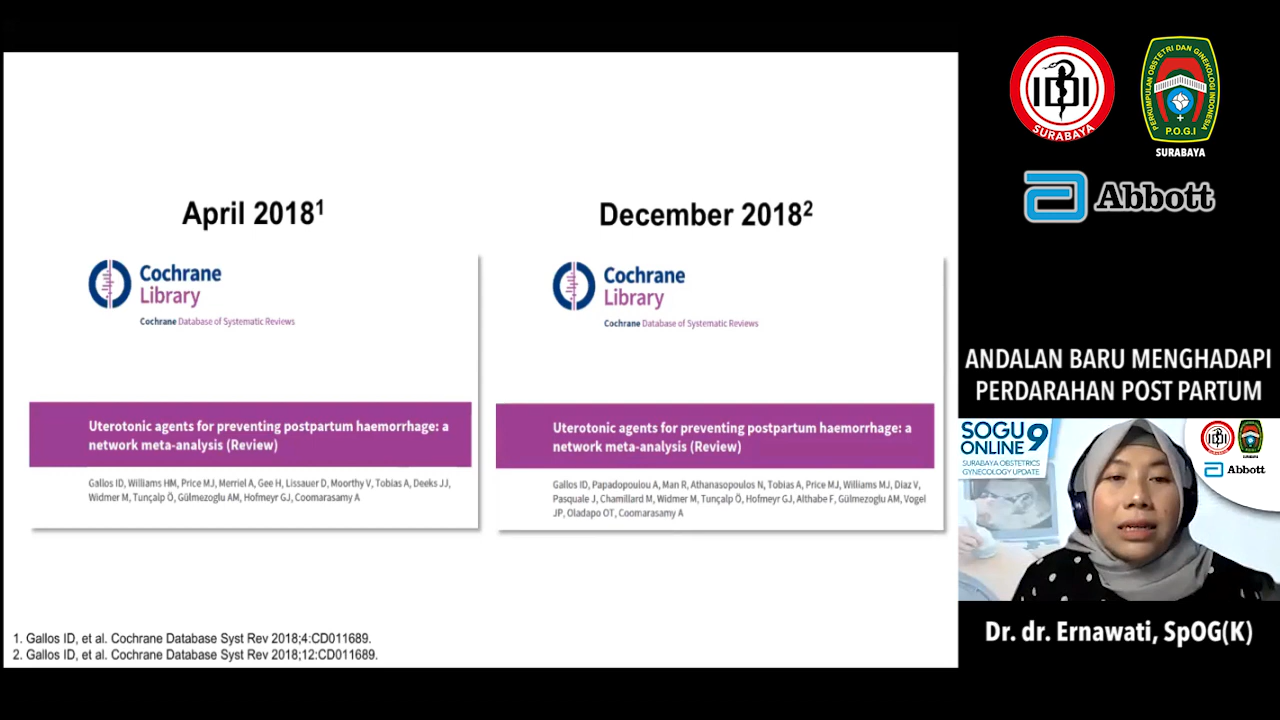 April 2018¹
Cochrane
Library
Cochrane Database of Systematic Reviews
Uterotonic agents for preventing postpartum haemorrhage: a
network meta-analysis (Review)
Gallos ID, Williams HM, Price MJ, Merriel A, Gee H, Lissauer D, Moorthy V, Tobias A, Deeks JJ,
Widmer M, Tunçalp Ö, Gülmezoglu AM, Hofmeyr GJ, Coomarasamy A
December 2018²
Cochrane
Library
Cochrane Database of Systematic Reviews
Uterotonic agents for preventing postpartum haemorrhage: a
network meta-analysis (Review)
Gallos ID, Papadopoulou A, Man R, Athanasopoulos N, Tobias A, Price MJ, Williams MJ, Diaz V,
Pasquale J, Chamillard M, Widmer M, Tunçalp Ö, Hofmeyr GJ, Althabe F, Gülmezoglu AM, Vogel
JP, Oladapo OT, Coomarasamy A
1. Gallos ID, et al. Cochrane Database Syst Rev 2018;4:CD011689.
2. Gallos ID, et al. Cochrane Database Syst Rev 2018;12:CD011689.
IDI
SURABAYA
PERKUMPULAN OBSTETRI DAN GINEKOLOGI INDONESIA
P.O.G.I
SURABAYA
Abbott
ANDALAN BARU MENGHADAPI
PERDARAHAN POST PARTUM
SOGU 9
ONLINE
SURABAYA OBSTETRICS
GYNECOLOGY UPDATE
Abbott
Dr. dr. Ernawati, SpOG(K)